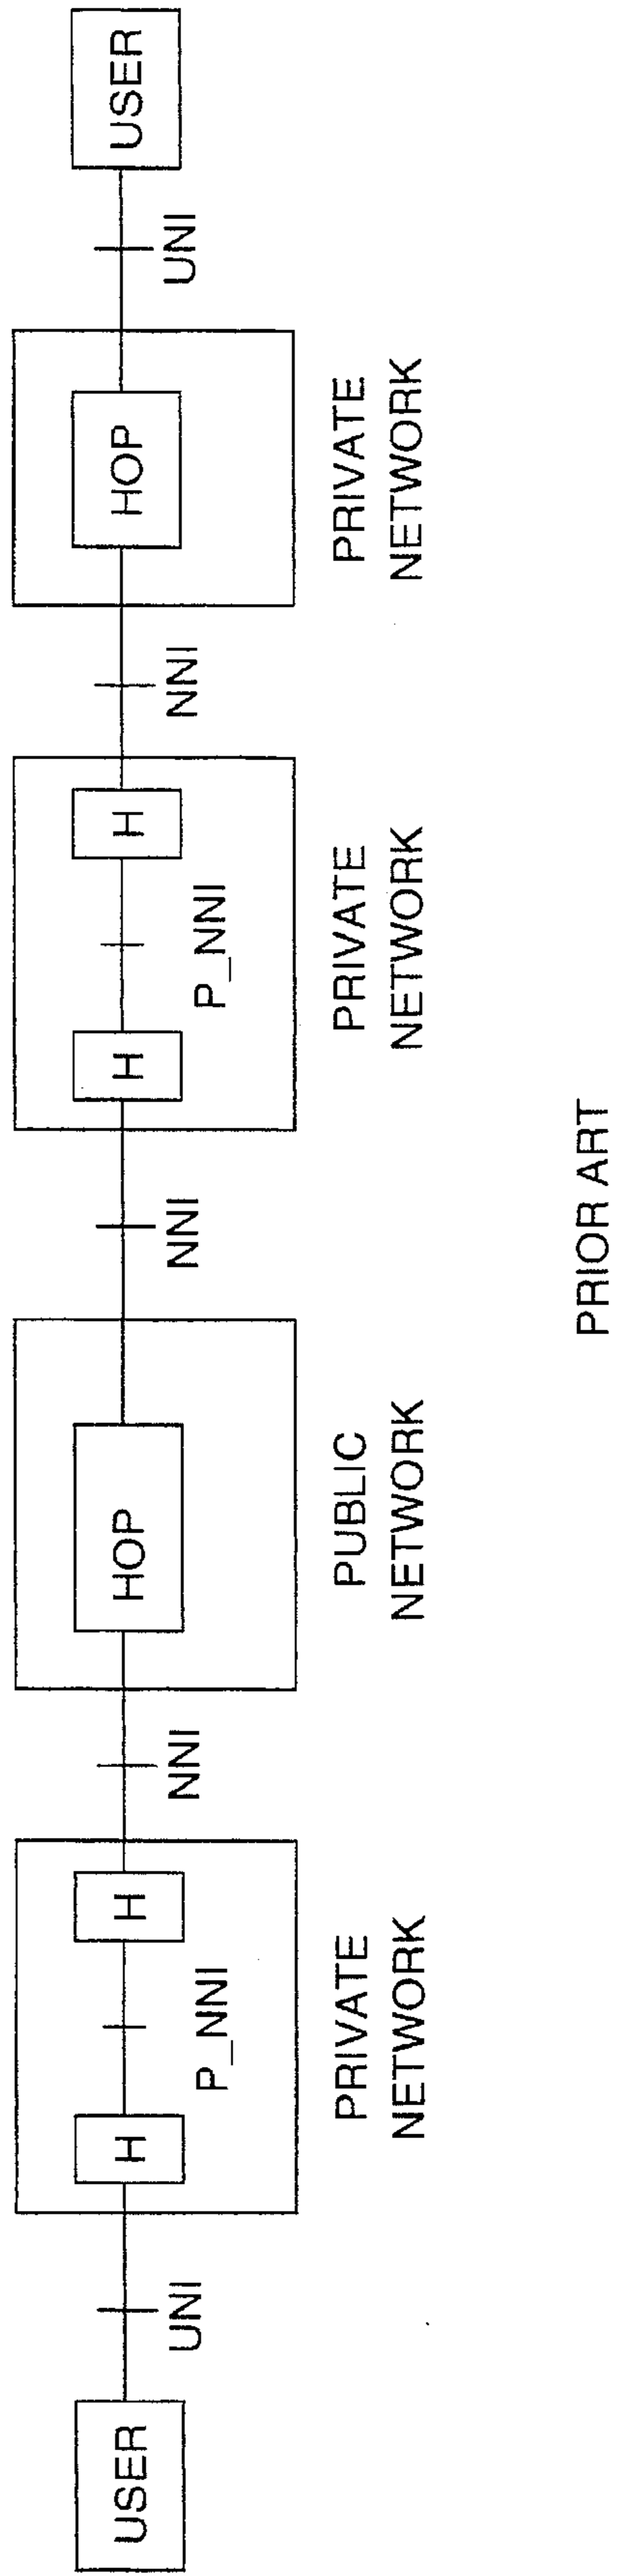 USER
UNI
H
P_NNI
H
PRIVATE
NETWORK
NNI
HOP
PUBLIC
NETWORK
NNI
H
P_NNI
H
PRIVATE
NETWORK
NNI
HOP
PRIVATE
NETWORK
UNI
USER
PRIOR ART